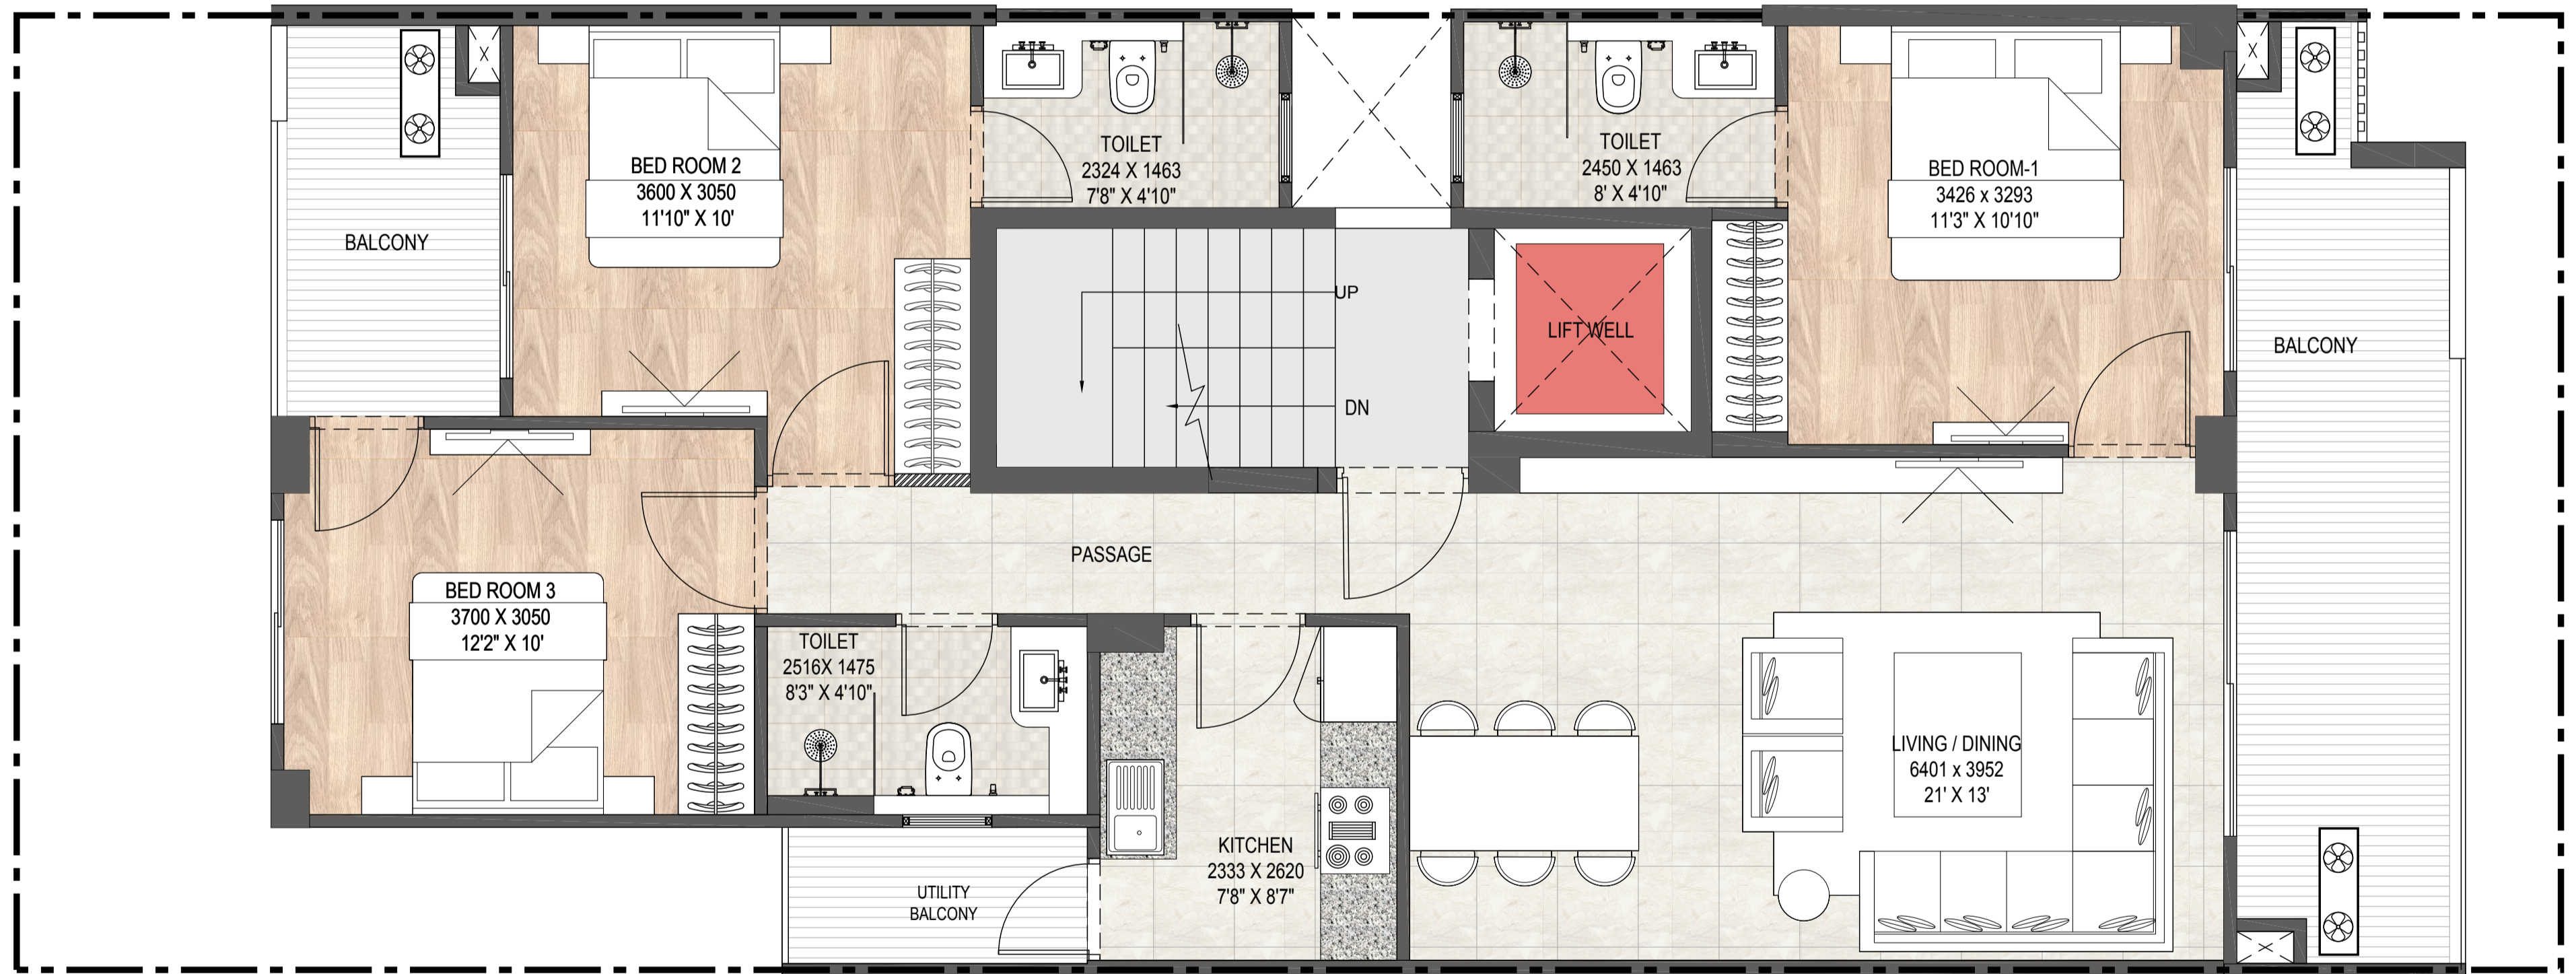 BED ROOM 2
3600 X 3050
11'10" X 10'
TOILET
2324 X 1463
7'8" X 4'10"
TOILET
2450 X 1463
8' X 4'10"
BED ROOM-1
3426 x 3293
11'3" X 10'10"
BALCONY
UP
LIFT WELL
DN
BALCONY
PASSAGE
BED ROOM 3
3700 X 3050
12'2" X 10'
TOILET
2516X 1475
8'3" X 4'10"
LIVING / DINING
6401 x 3952
21' X 13'
KITCHEN
2333 X 2620
7'8" X 8'7"
UTILITY
BALCONY